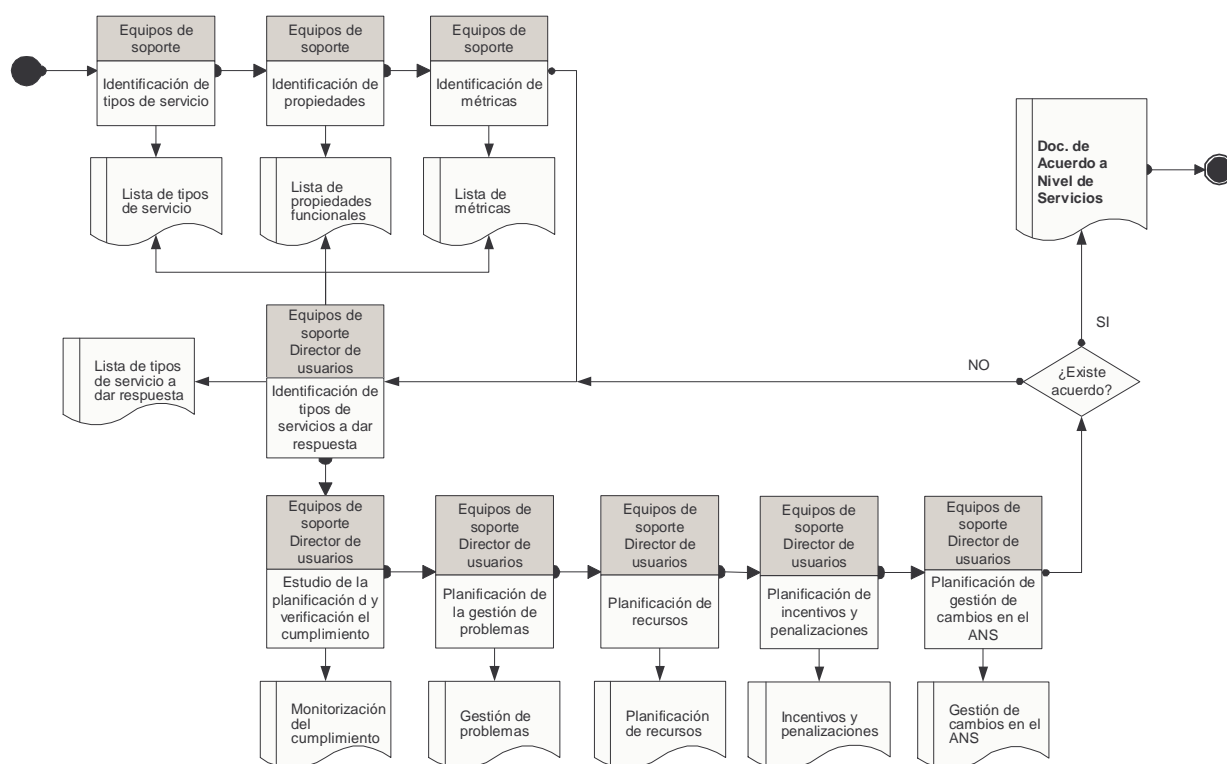 Equipos de
soporte
Identificación de
tipos de servicio
Equipos de
soporte
Identificación de
propiedades
Equipos de
soporte
Identificación de
métricas
Lista de tipos
de servicio
Lista de
propiedades
funcionales
Lista de
métricas
Doc. de
Acuerdo a
Nivel de
Servicios
Equipos de
soporte
Director de
usuarios
Identificación de
tipos de
servicios a dar
respuesta
Lista de tipos
de servicio a
dar respuesta
SI
NO
¿Existe
acuerdo?
Equipos de
soporte
Director de
usuarios
Estudio de la
planificación d y
verificación el
cumplimiento
Equipos de
soporte
Director de
usuarios
Planificación de
la gestión de
problemas
Equipos de
soporte
Director de
usuarios
Planificación de
recursos
Equipos de
soporte
Director de
usuarios
Planificación de
incentivos y
penalizaciones
Equipos de
soporte
Director de
usuarios
Planificación de
gestión de
cambios en el
ANS
Monitorización
del
cumplimiento
Gestión de
problemas
Planificación
de recursos
Incentivos y
penalizaciones
Gestión de
cambios en el
ANS